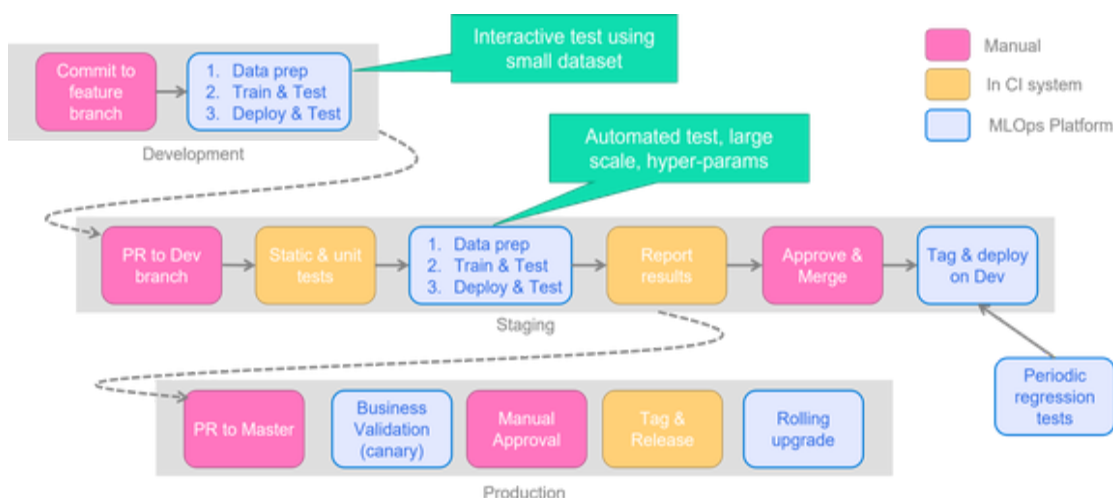 Interactive test using
small dataset
Manual
In CI system
MLOps Platform
Commit to
feature
branch
1. Data prep
2. Train & Test
3. Deploy & Test
Development
Automated test, large
scale, hyper-params
PR to Dev
branch
Static & unit
tests
1. Data prep
2. Train & Test
3. Deploy & Test
Report
results
Approve &
Merge
Tag & deploy
on Dev
Staging
Periodic
regression
tests
PR to Master
Business
Validation
(canary)
Manual
Approval
Tag &
Release
Rolling
upgrade
Production